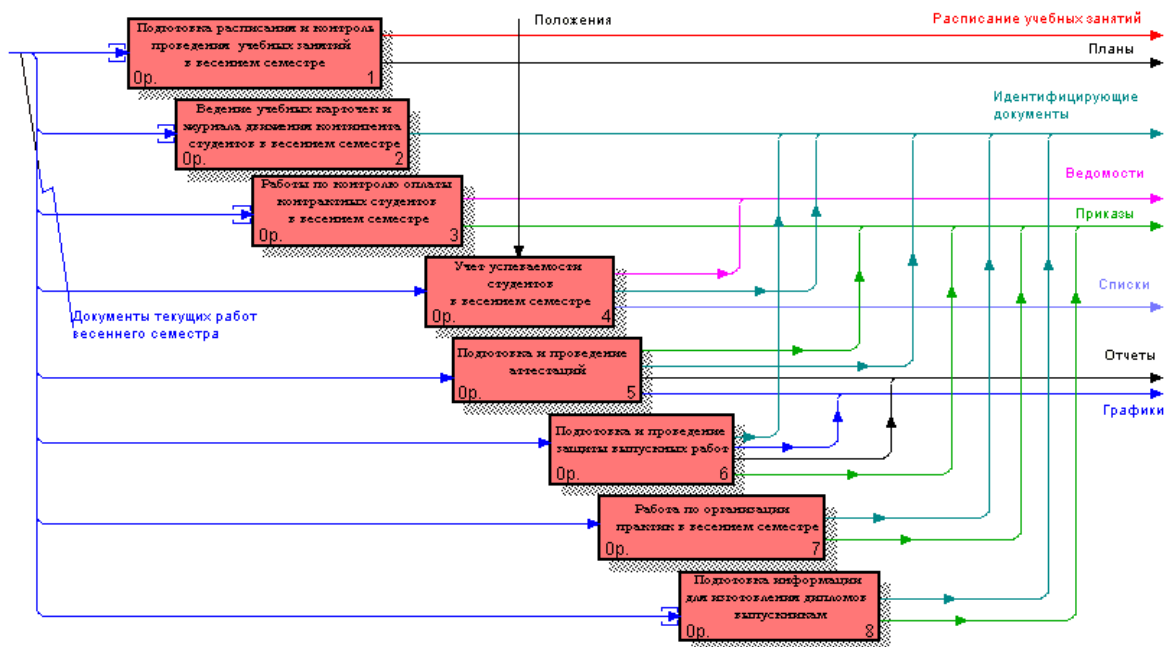 Положения
Расписание учебных занятий
Планы
Подготовка расписания и контроль
проведения учебных занятий
в весеннем семестре
0р. 1
Идентифицирующие
документы
Ведение учебных карточек и
журнала движения контингента
студентов в весеннем семестре
0р. 2
Ведомости
Приказы
Работы по контролю оплаты
контрактных студентов
в весеннем семестре
0р. 3
Учет успеваемости
студентов
в весеннем семестре
0р. 4
Списки
Документы текущих работ
весеннего семестра
Подготовка и проведение
аттестаций
0р. 5
Отчеты
Графики
Подготовка и проведение
защиты выпускных работ
0р. 6
Работа по организации
практик в весеннем семестре
0р. 7
Подготовка информации
для изготовления дипломов
выпускникам
0р. 8